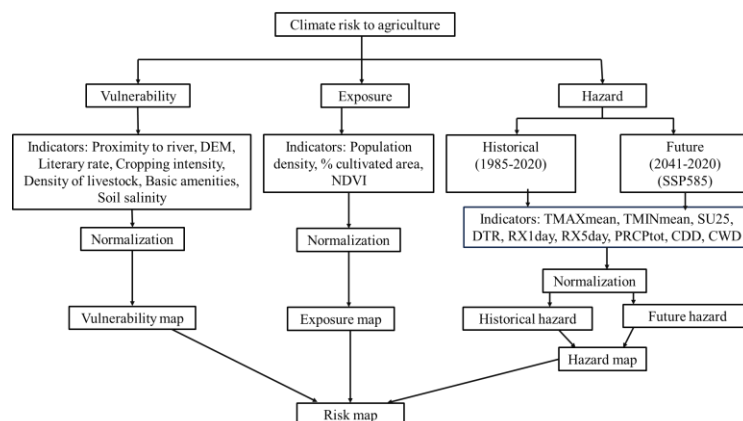 Climate risk to agriculture
Vulnerability
Exposure
Hazard
Indicators: Proximity to river, DEM,
Literary rate, Cropping intensity,
Density of livestock, Basic amenities,
Soil salinity
Indicators: Population
density, % cultivated area,
NDVI
Historical
(1985-2020)
Future
(2041-2020)
(SSP585)
Indicators: TMAXmean, TMINmean, SU25,
DTR, RX1day, RX5day, PRCPtot, CDD, CWD
Normalization
Normalization
Normalization
Vulnerability map
Exposure map
Historical hazard
Future hazard
Hazard map
Risk map